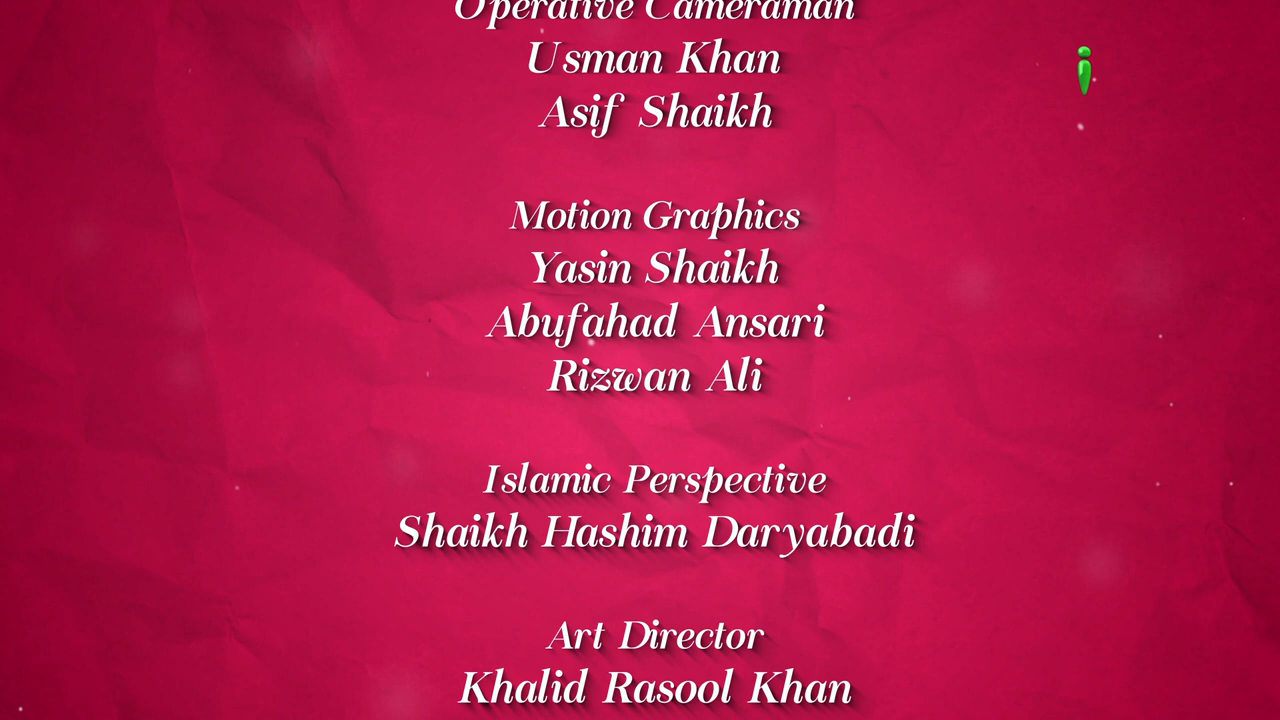 Operative Cameraman
Usman Khan
Asif Shaikh
Motion Graphics
Yasin Shaikh
Abufahad Ansari
Rizwan Ali
Islamic Perspective
Shaikh Hashim Daryabadi
Art Director
Khalid Rasool Khan